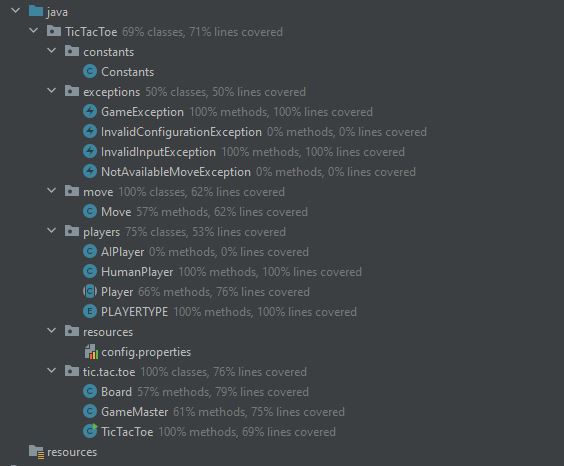 java
TicTacToe 69% classes, 71% lines covered
constants
Constants
exceptions 50% classes, 50% lines covered
GameException 100% methods, 100% lines covered
InvalidConfigurationException 0% methods, 0% lines covered
InvalidInputException 100% methods, 100% lines covered
NotAvailableMoveException 0% methods, 0% lines covered
move 100% classes, 62% lines covered
Move 57% methods, 62% lines covered
players 75% classes, 53% lines covered
AIPlayer 0% methods, 0% lines covered
HumanPlayer 100% methods, 100% lines covered
Player 66% methods, 76% lines covered
PLAYERTYPE 100% methods, 100% lines covered
resources
config.properties
tic.tac.toe 100% classes, 76% lines covered
Board 57% methods, 79% lines covered
GameMaster 61% methods, 75% lines covered
TicTacToe 100% methods, 69% lines covered
resources